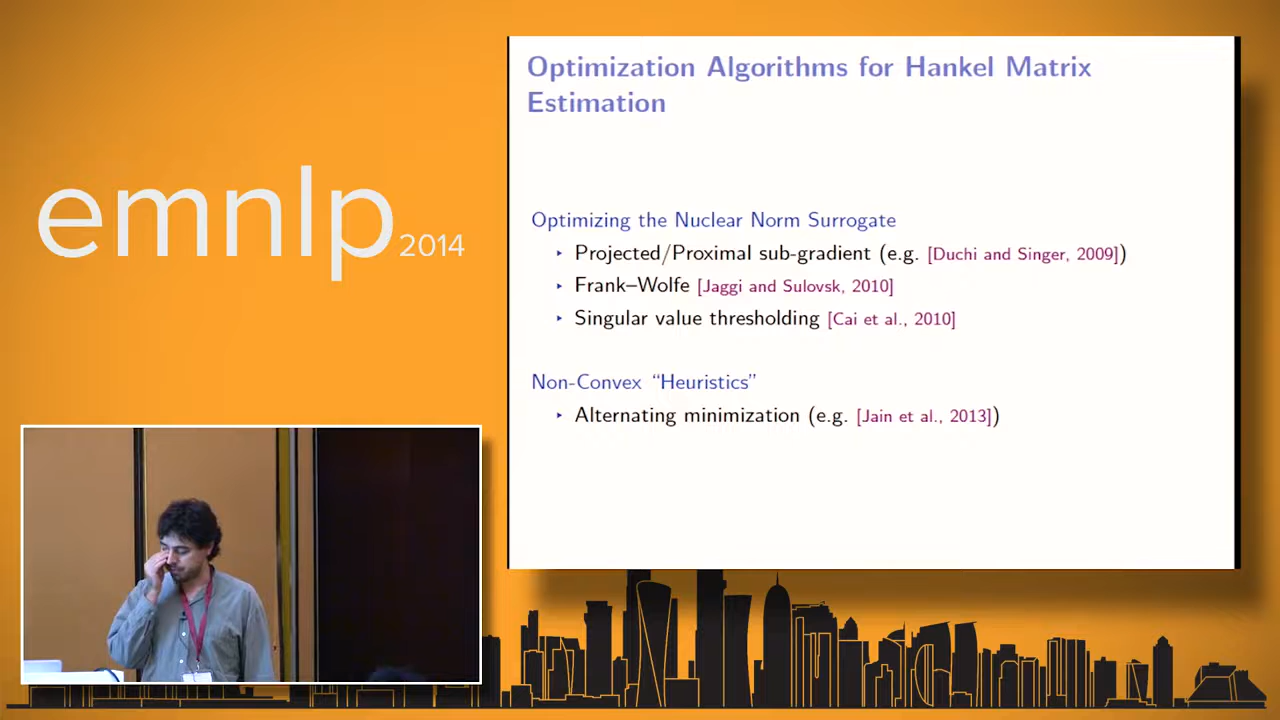 emnlp 2014
Optimization Algorithms for Hankel Matrix
Estimation
Optimizing the Nuclear Norm Surrogate
‣ Projected/Proximal sub-gradient (e.g. [Duchi and Singer, 2009])
‣ Frank–Wolfe [Jaggi and Sulovsk, 2010]
‣ Singular value thresholding [Cai et al., 2010]
Non-Convex “Heuristics”
‣ Alternating minimization (e.g. [Jain et al., 2013])